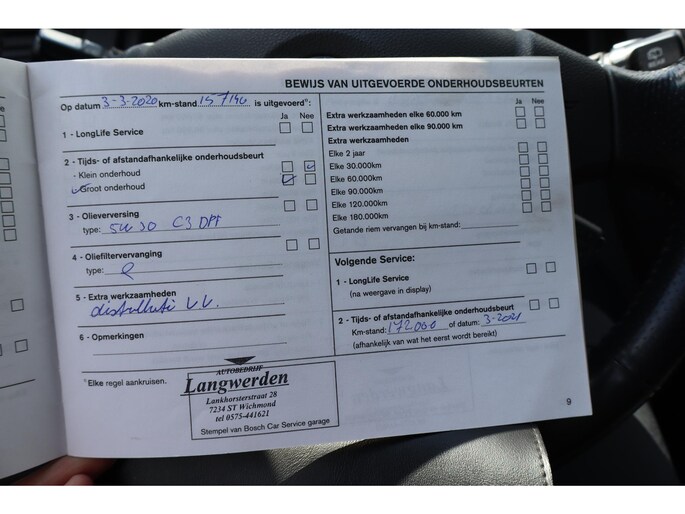 BEWIJS VAN UITGEVOERDE ONDERHOUDSBEURTEN
Op datum 3-3-2020 km-stand 157140 is uitgevoerd*:
Ja Nee
1 - LongLife Service
2 - Tijds- of afstandafhankelijke onderhoudsbeurt
- Klein onderhoud
- Groot onderhoud
3 - Olieverversing
type: 5W30 C3 DPF
4 - Oliefiltervervanging
type:
5 - Extra werkzaamheden
distributie V.V.
6 - Opmerkingen
*Elke regel aankruisen.
AUTOBEDRIJF
Langwerden
Lankhorsterstraat 28
7234 ST Wichmond
tel 0575-441621
Stempel van Bosch Car Service garage
Ja Nee
Extra werkzaamheden elke 60.000 km
Extra werkzaamheden elke 90.000 km
Extra werkzaamheden
Elke 2 jaar
Elke 30.000km
Elke 60.000km
Elke 90.000km
Elke 120.000km
Elke 180.000km
Getande riem vervangen bij km-stand:
Volgende Service:
1 - LongLife Service
(na weergave in display)
2 - Tijds- of afstandafhankelijke onderhoudsbeurt
Km-stand: 172.000 of datum: 3-2021
(afhankelijk van wat het eerst wordt bereikt)
9
REAR